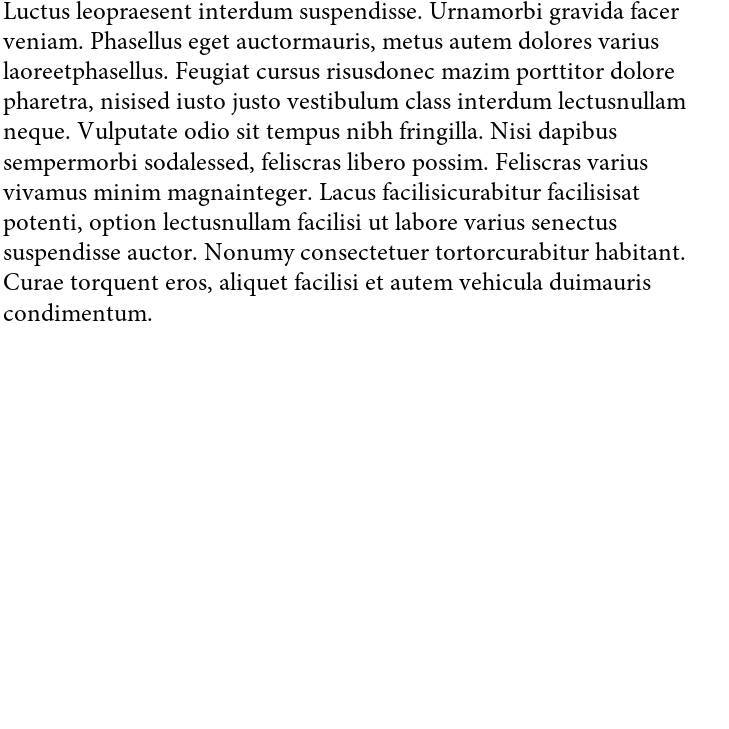 Luctus leopraesent interdum suspendisse. Urnamorbi gravida facer
veniam. Phasellus eget auctormauris, metus autem dolores varius
laoreetphasellus. Feugiat cursus risusdonec mazim porttitor dolore
pharetra, nisised iusto justo vestibulum class interdum lectusnullam
neque. Vulputate odio sit tempus nibh fringilla. Nisi dapibus
sempermorbi sodalessed, feliscras libero possim. Feliscras varius
vivamus minim magnainteger. Lacus facilisicurabitur facilisisat
potenti, option lectusnullam facilisi ut labore varius senectus
suspendisse auctor. Nonumy consectetuer tortorcurabitur habitant.
Curae torquent eros, aliquet facilisi et autem vehicula duimauris
condimentum.